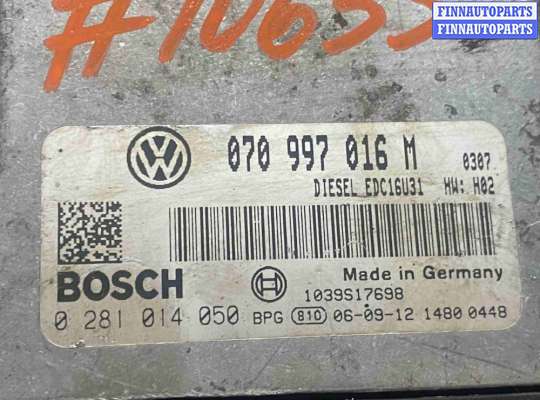 FINNAUTOPARTS
FINNAUTOPARTS
070 997 016 M 0307
DIESEL EDC16U31 HW: H02
BOSCH
Made in Germany
1039S17698
0 281 014 050 BPG 810 06-09-12 1480 0448